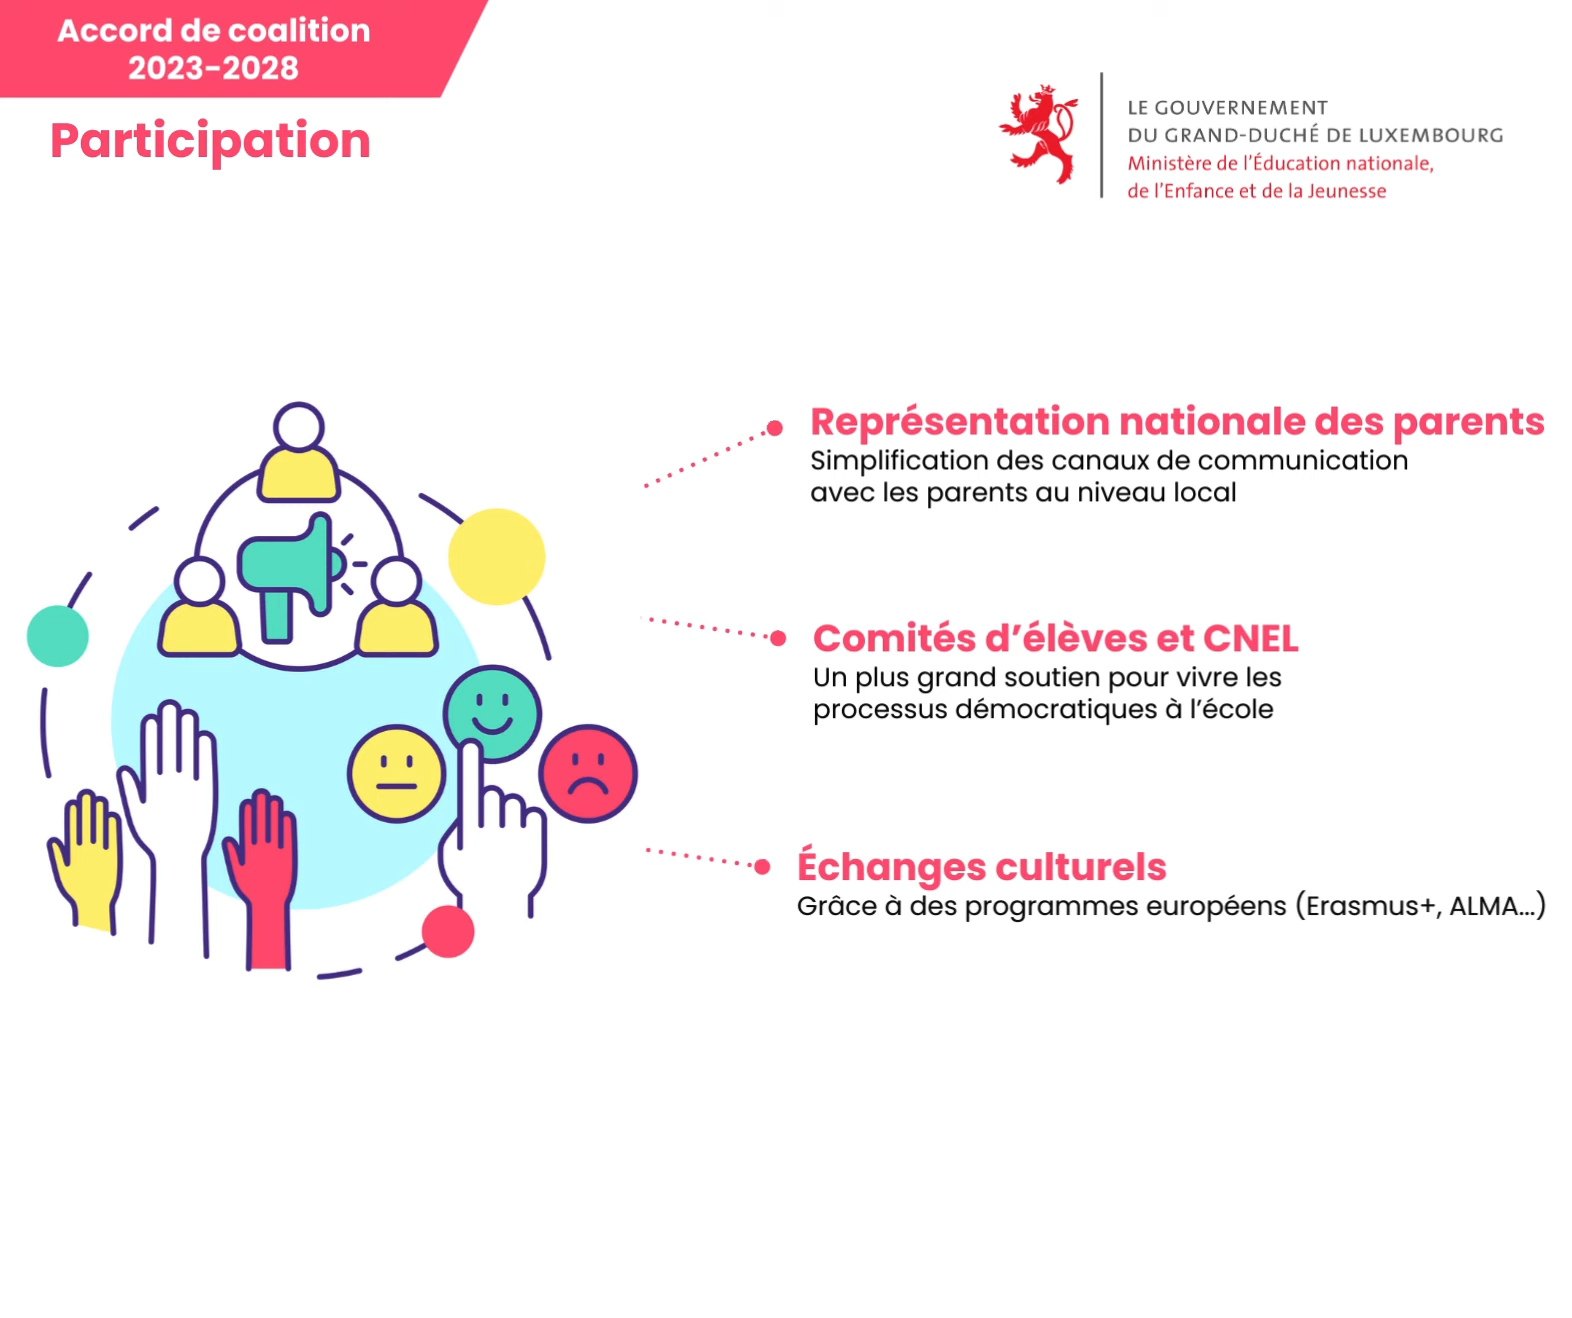 Accord de coalition
2023-2028
Participation
LE GOUVERNEMENT
DU GRAND-DUCHÉ DE LUXEMBOURG
Ministère de l'Éducation nationale,
de l'Enfance et de la Jeunesse
Représentation nationale des parents
Simplification des canaux de communication
avec les parents au niveau local
Comités d’élèves et CNEL
Un plus grand soutien pour vivre les
processus démocratiques à l’école
Échanges culturels
Grâce à des programmes européens (Erasmus+, ALMA...)